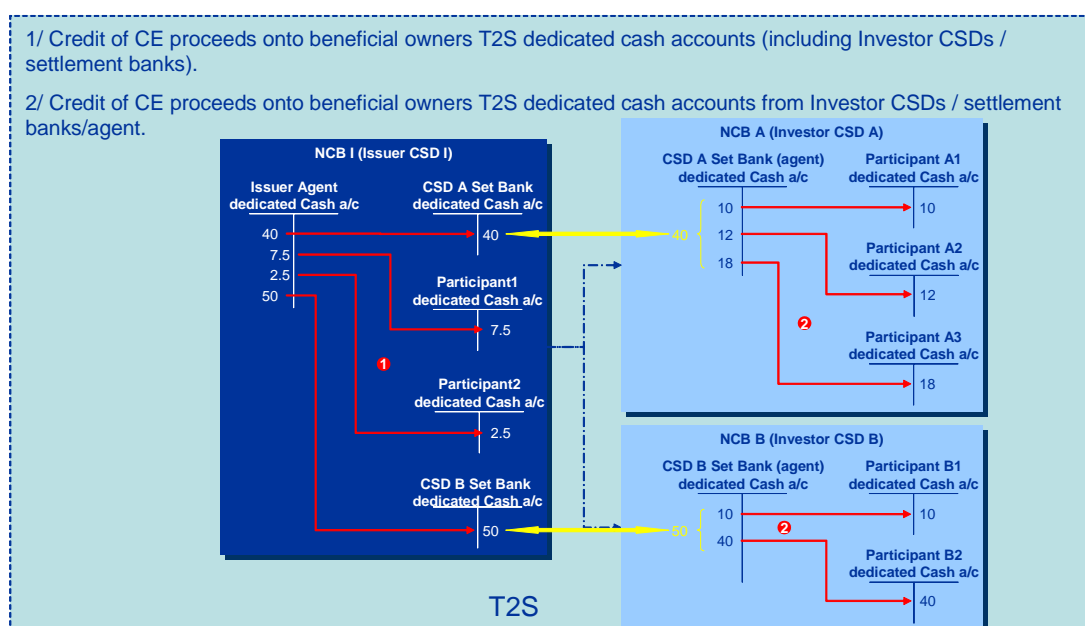 1/ Credit of CE proceeds onto beneficial owners T2S dedicated cash accounts (including Investor CSDs /
settlement banks).
2/ Credit of CE proceeds onto beneficial owners T2S dedicated cash accounts from Investor CSDs / settlement
banks/agent.
NCB I (Issuer CSD I)
Issuer Agent
dedicated Cash a/c
40
7.5
2.5
50
CSD A Set Bank
dedicated Cash a/c
40
Participant1
dedicated Cash a/c
7.5
1
Participant2
dedicated Cash a/c
2.5
CSD B Set Bank
dedicated Cash a/c
50
NCB A (Investor CSD A)
CSD A Set Bank (agent)
dedicated Cash a/c
40
10
12
18
Participant A1
dedicated Cash a/c
10
Participant A2
dedicated Cash a/c
12
2
Participant A3
dedicated Cash a/c
18
NCB B (Investor CSD B)
CSD B Set Bank (agent)
dedicated Cash a/c
50
10
40
2
Participant B1
dedicated Cash a/c
10
Participant B2
dedicated Cash a/c
40
T2S